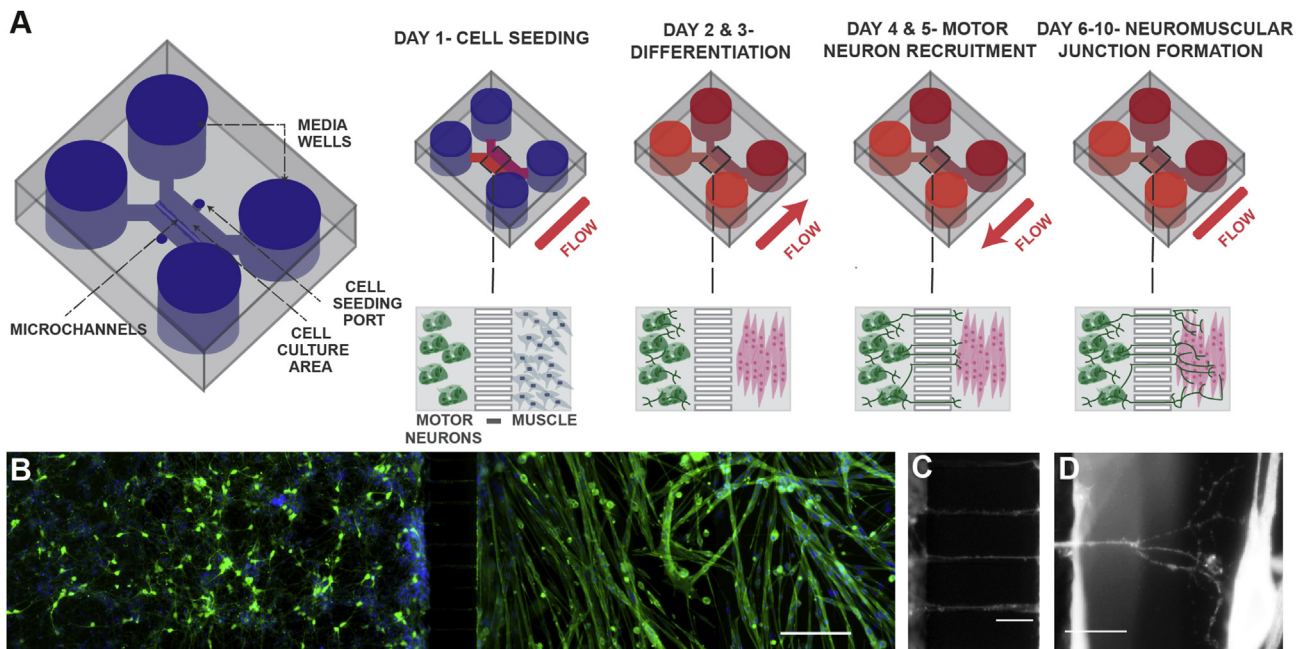 A
DAY 1- CELL SEEDING
DAY 2 & 3-
DIFFERENTIATION
DAY 4 & 5- MOTOR
NEURON RECRUITMENT
DAY 6-10- NEUROMUSCULAR
JUNCTION FORMATION
MEDIA
WELLS
MICROCHANNELS
CELL
SEEDING
PORT
CELL
CULTURE
AREA
FLOW
FLOW
FLOW
FLOW
MOTOR
NEURONS
MUSCLE
B
C
D